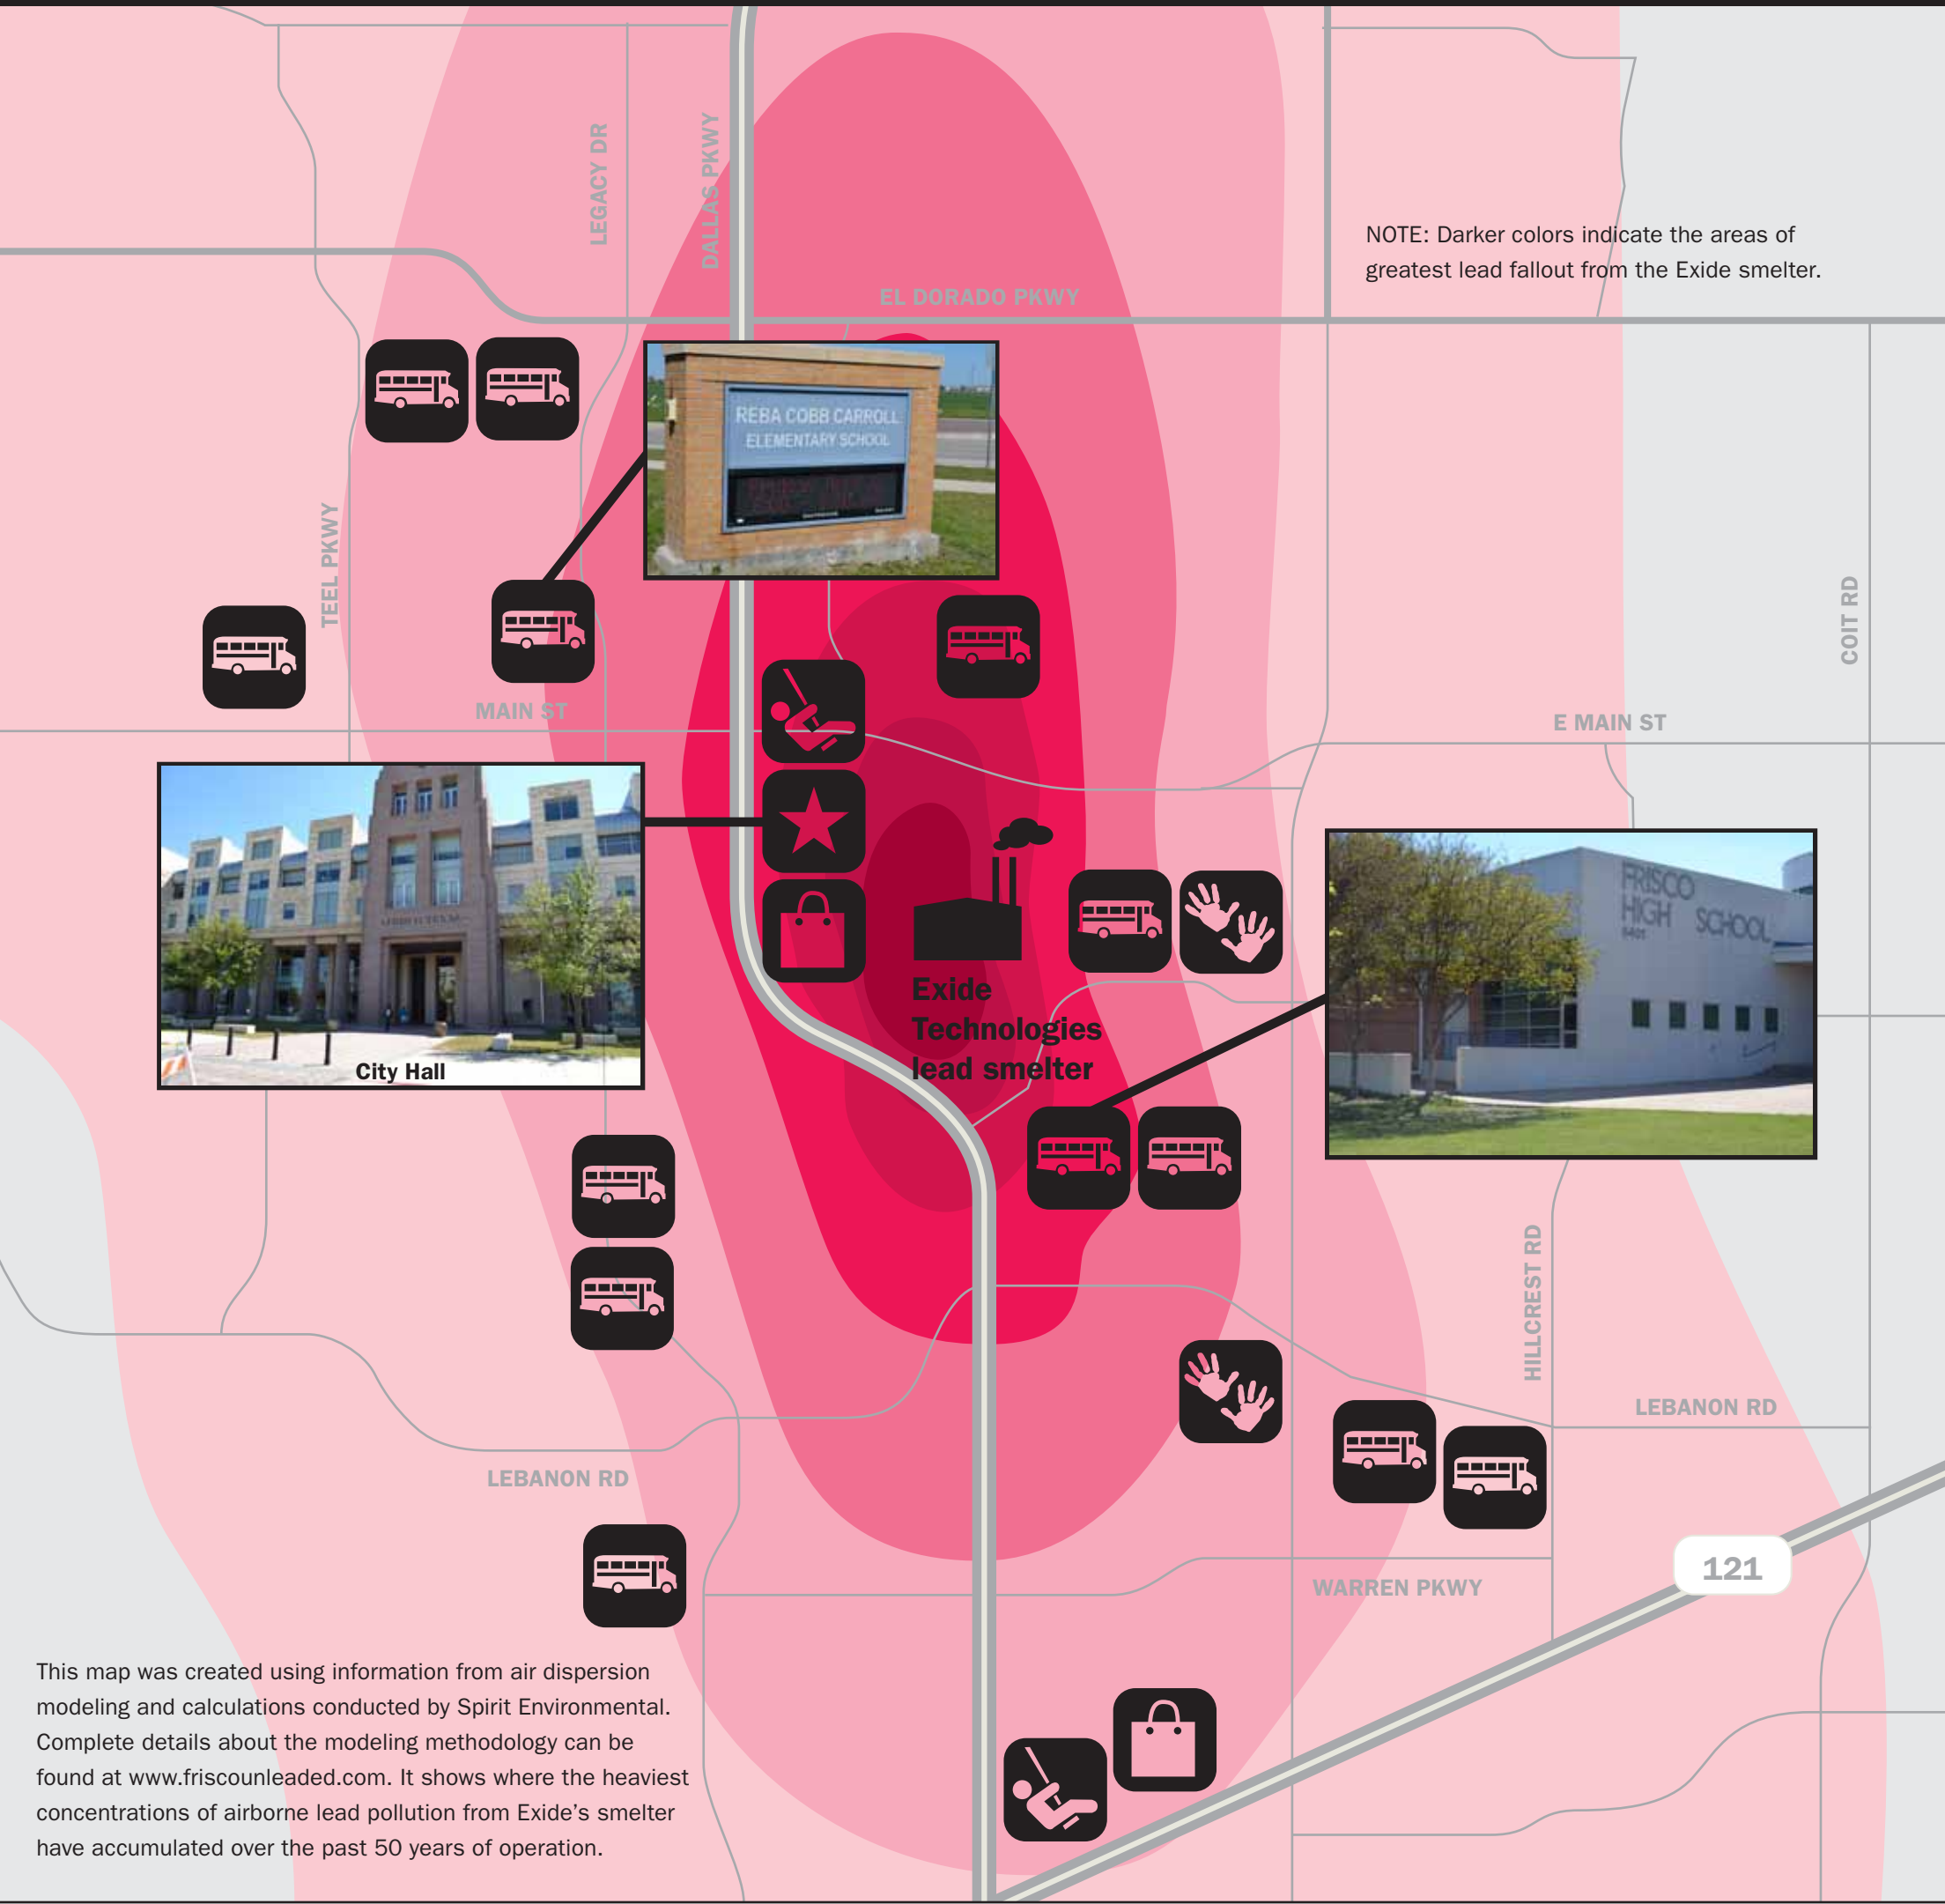 LEGACY DR
DALLAS PKWY
NOTE: Darker colors indicate the areas of
greatest lead fallout from the Exide smelter.
EL DORADO PKWY
REBA COBB CARROLL
ELEMENTARY SCHOOL
TEEL PKWY
COIT RD
MAIN ST
E MAIN ST
FRISCO
HIGH SCHOOL
City Hall
Exide
Technologies
lead smelter
HILLCREST RD
LEBANON RD
LEBANON RD
121
WARREN PKWY
This map was created using information from air dispersion
modeling and calculations conducted by Spirit Environmental.
Complete details about the modeling methodology can be
found at www.friscounleaded.com. It shows where the heaviest
concentrations of airborne lead pollution from Exide’s smelter
have accumulated over the past 50 years of operation.